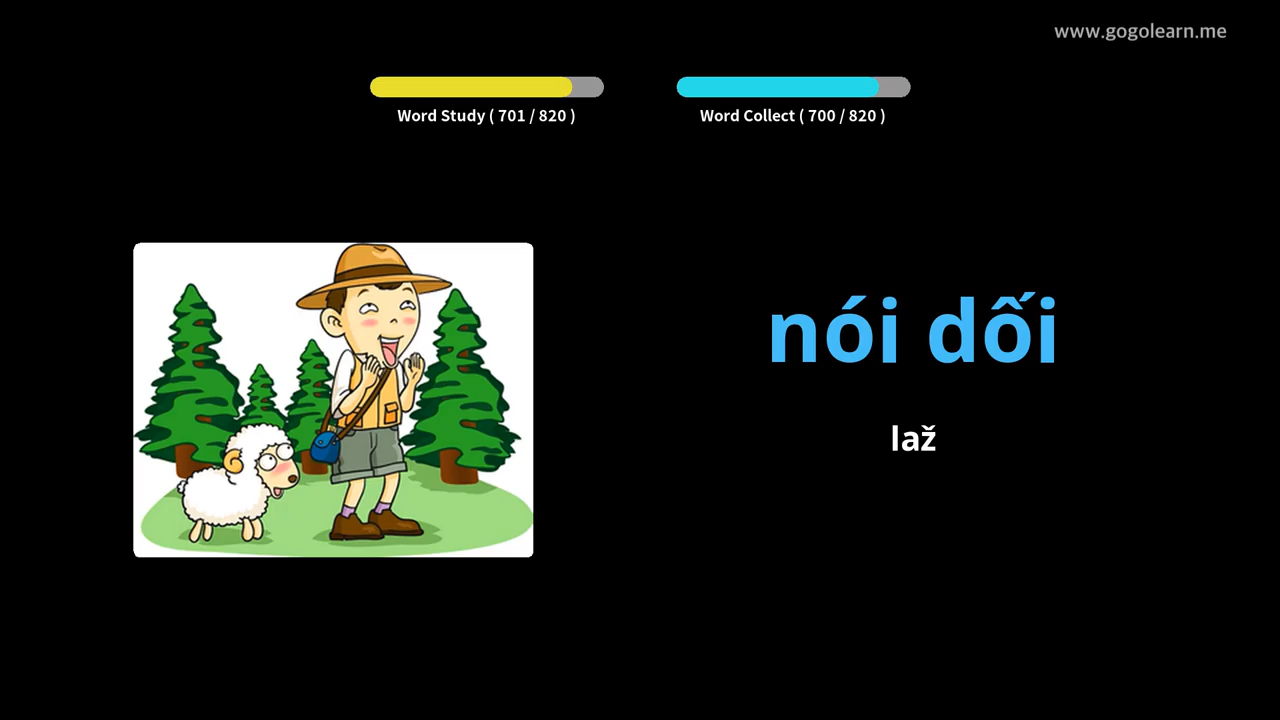 www.gogolearn.me
Word Study ( 701 / 820 )
Word Collect ( 700 / 820 )
nói dối
laž